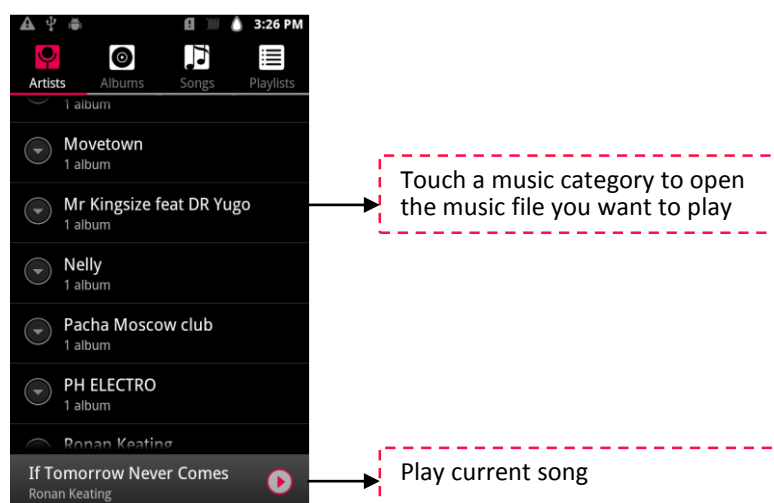 3:26 PM
Artists Albums Songs Playlists
1 album
Movetown
1 album
Mr Kingsize feat DR Yugo
1 album
Touch a music category to open
the music file you want to play
Nelly
1 album
Pacha Moscow club
1 album
PH ELECTRO
1 album
Ronan Keating
If Tomorrow Never Comes
Ronan Keating
Play current song